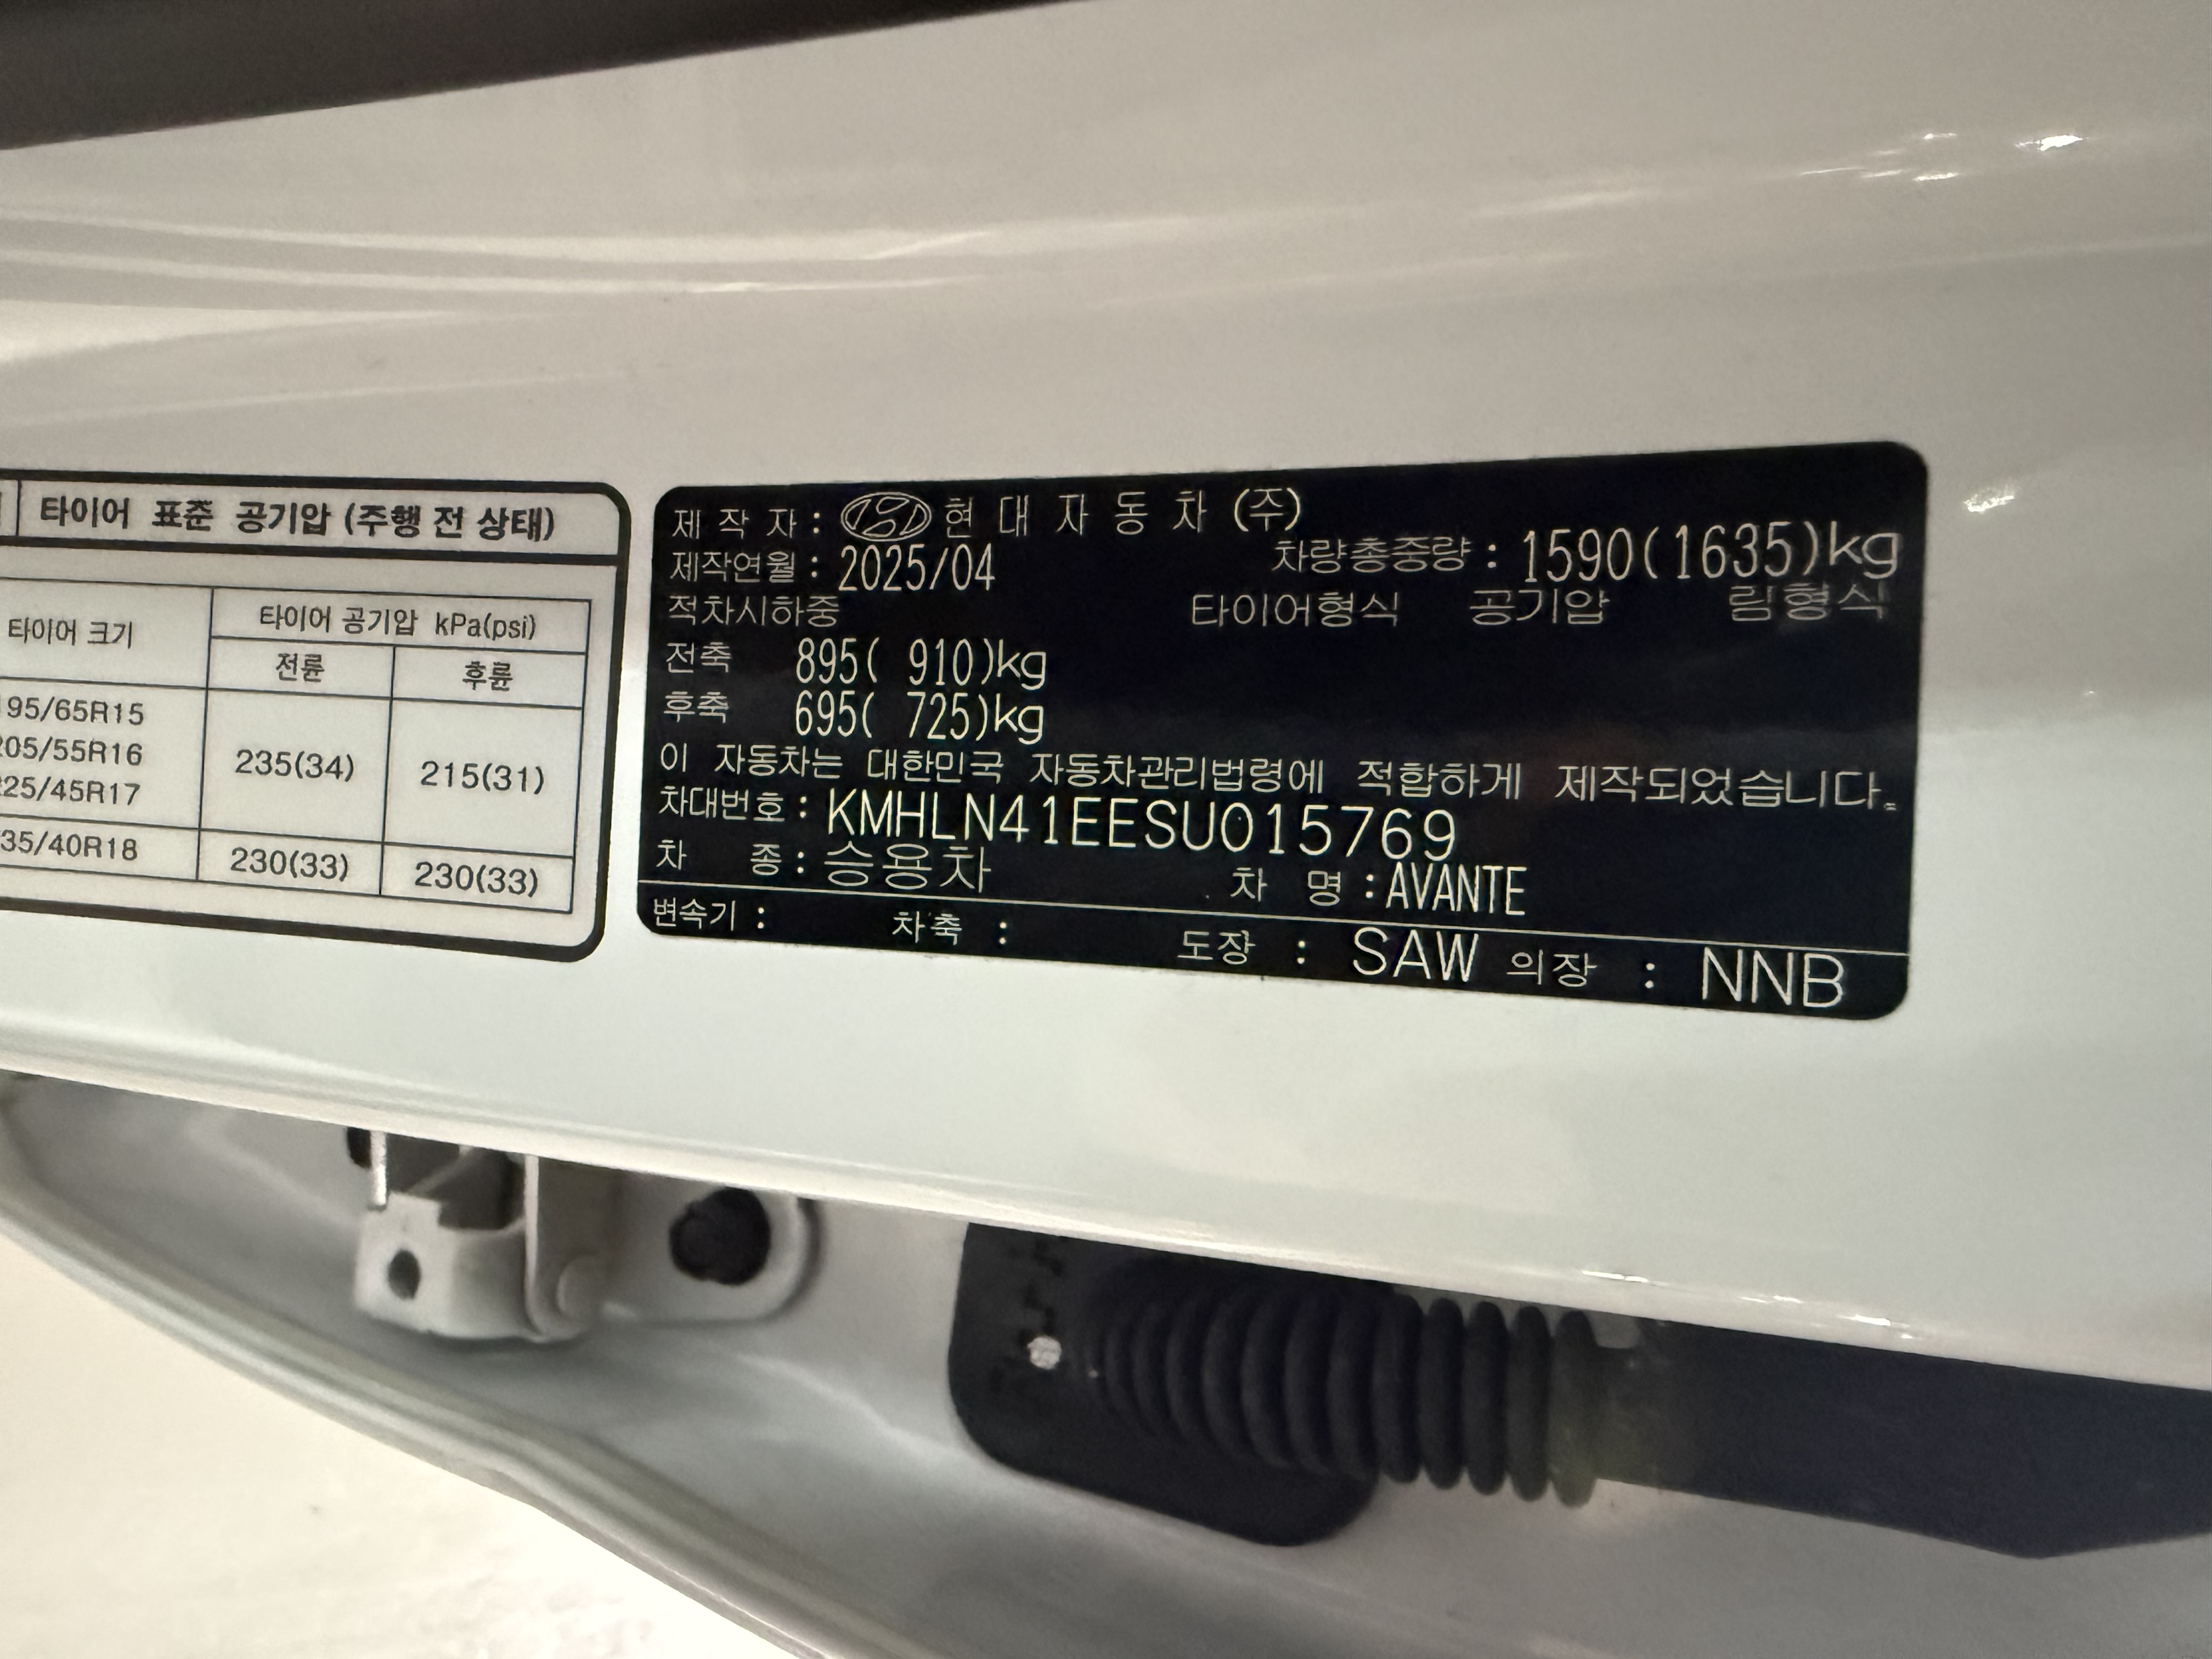 타이어 표준 공기압 (주행 전 상태)
타이어 크기
타이어 공기압 kPa(psi)
전륜 후륜
95/65R15
05/55R16
25/45R17
235(34) 215(31)
35/40R18 230(33) 230(33)
제 작 자 : 현 대 자 동 차 (주)
제작연월 : 2025/04 차량총중량 : 1590(1635)kg
적차시하중 타이어형식 공기압 림형식
전축 895( 910)kg
후축 695( 725)kg
이 자동차는 대한민국 자동차관리법령에 적합하게 제작되었습니다.
차대번호 : KMHLN41EESU015769
차 종 : 승용차 차 명 : AVANTE
변속기 : 차축 : 도장 : SAW 의장 : NNB